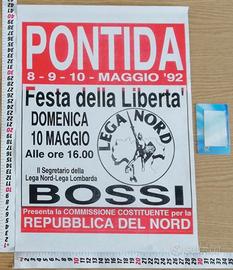 PONTIDA
8-9-10-MAGGIO '92
Festa della Liberta'
DOMENICA
10 MAGGIO
Alle ore 16.00
LEGA NORD
Il Segretario della
Lega Nord-Lega Lombarda
BOSSI
Presenta la COMMISSIONE COSTITUENTE per la
REPUBBLICA DEL NORD